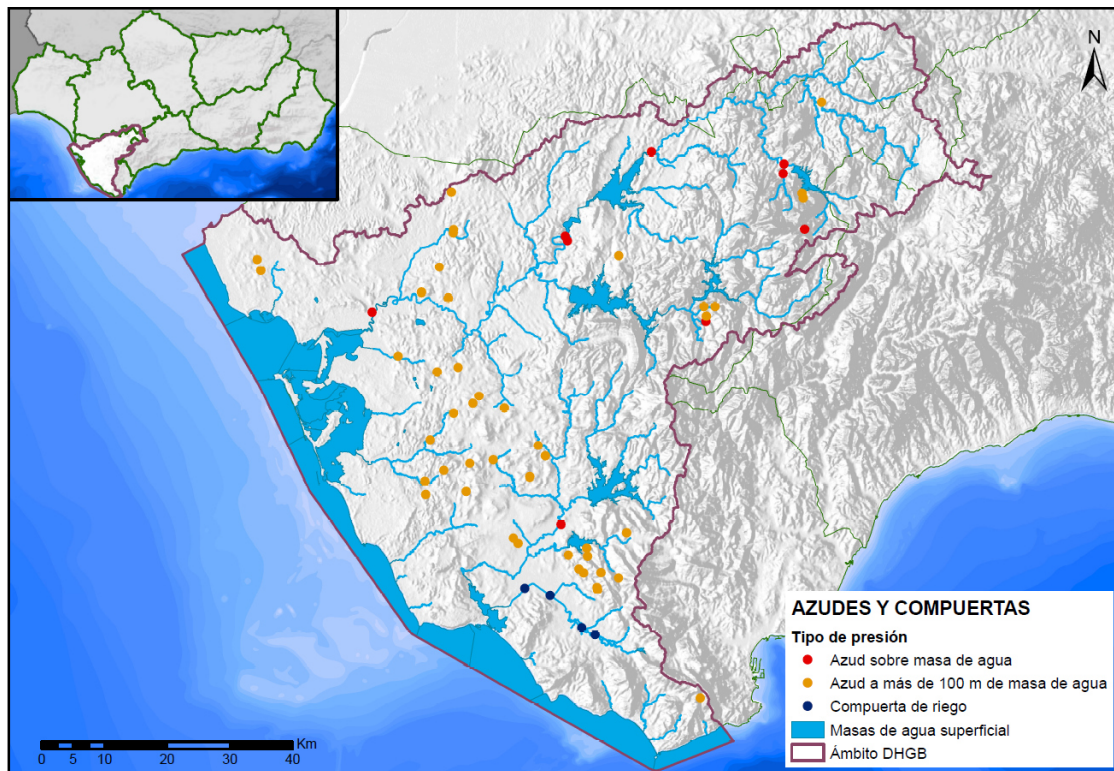 N
AZUDES Y COMPUERTAS
Tipo de presión
Azud sobre masa de agua
Azud a más de 100 m de masa de agua
Compuerta de riego
Masas de agua superficial
Ámbito DHGB
Km
0 5 10 20 30 40